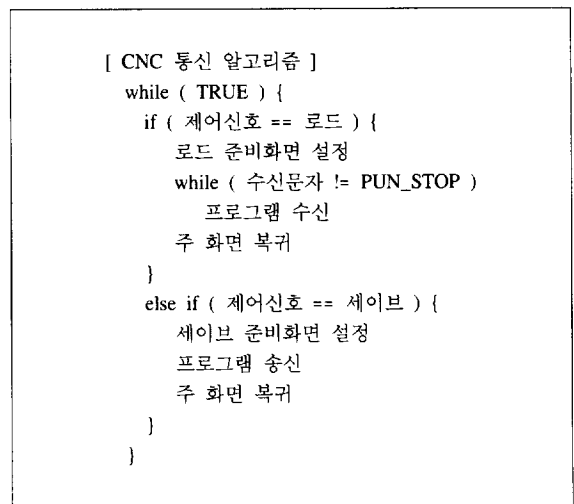 [ CNC 통신 알고리즘 ]
while ( TRUE ) {
if ( 제어신호 == 로드 ) {
로드 준비화면 설정
while ( 수신문자 != PUN_STOP )
프로그램 수신
주 화면 복귀
}
else if ( 제어신호 == 세이브 ) {
세이브 준비화면 설정
프로그램 송신
주 화면 복귀
}
}